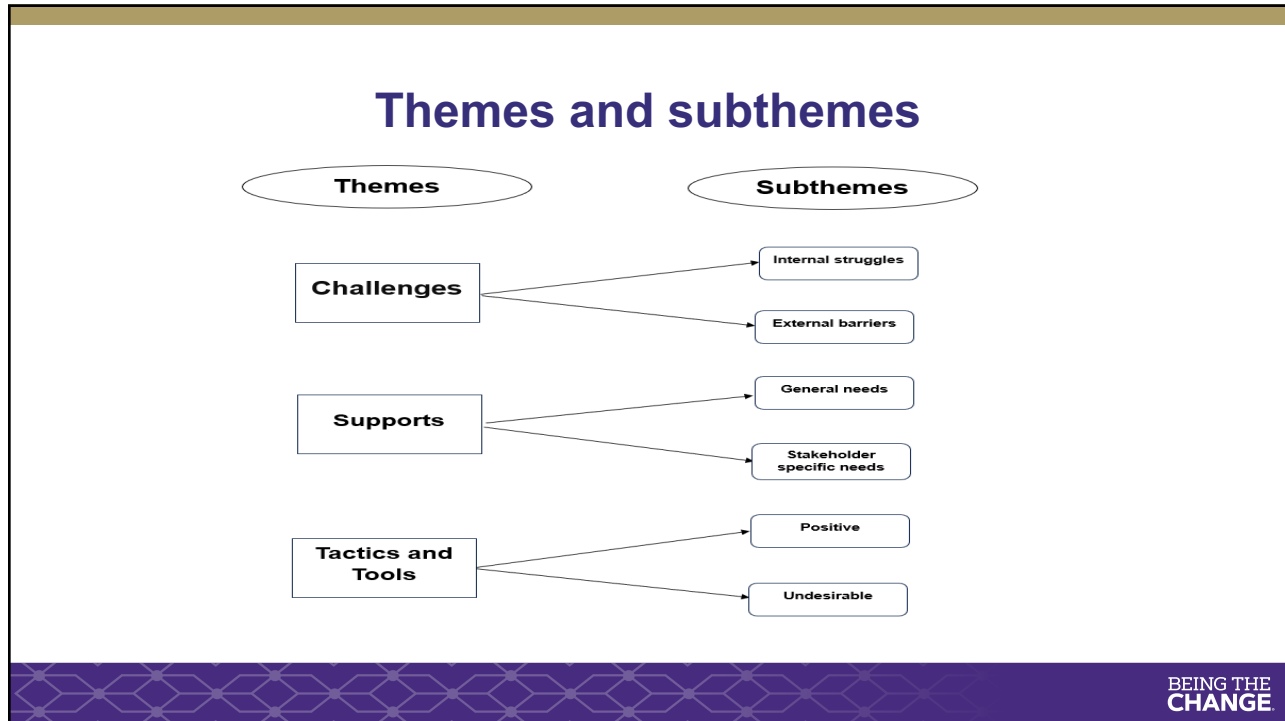 Themes and subthemes
Themes
Subthemes
Challenges
Internal struggles
External barriers
Supports
General needs
Stakeholder
specific needs
Tactics and
Tools
Positive
Undesirable
BEING THE
CHANGE.